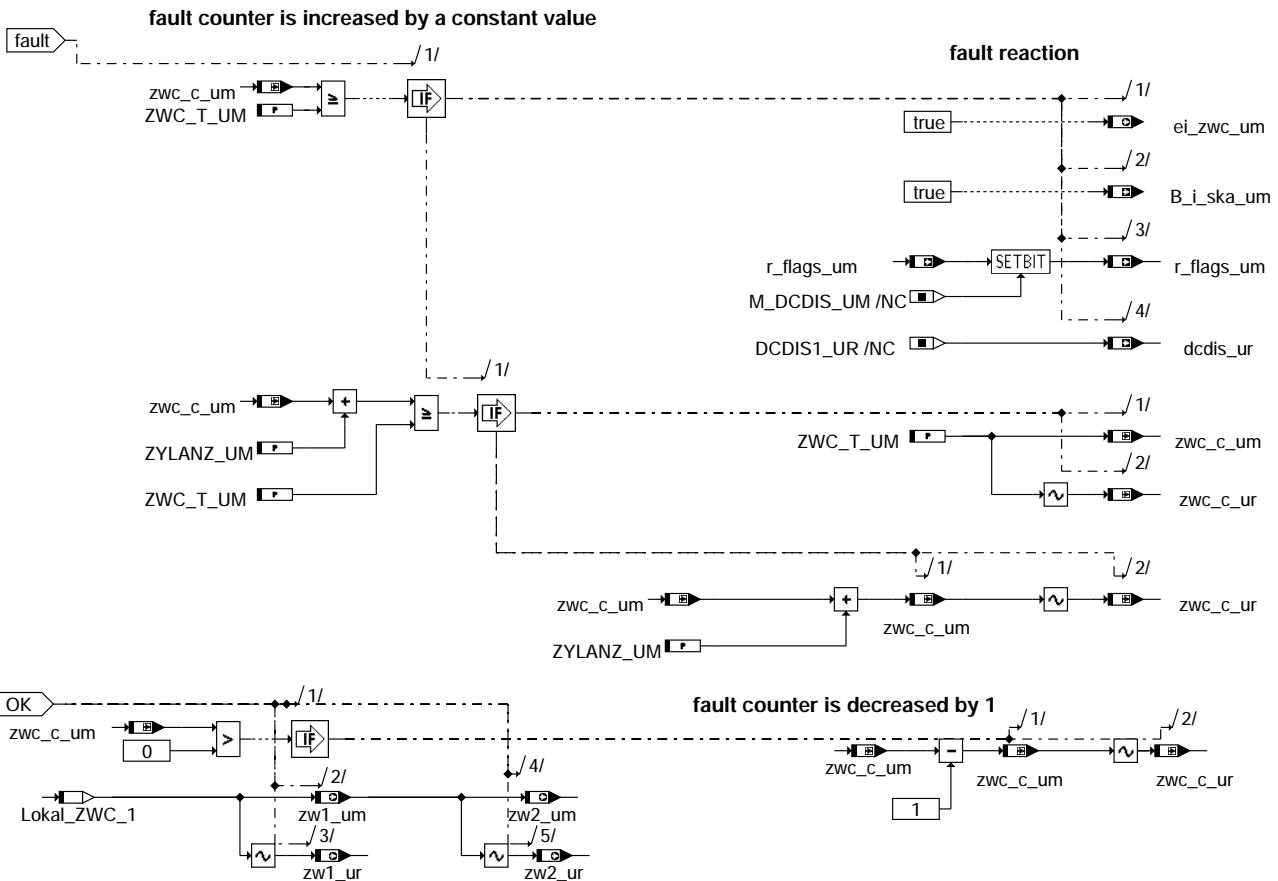 fault counter is increased by a constant value
fault
/1/
fault reaction
zwc_c_um
ZWC_T_UM
≥
IF
/1/
true
ei_zwc_um
/2/
true
B_i_ska_um
/3/
r_flags_um
SETBIT
r_flags_um
M_DCDIS_UM /NC
/4/
DCDIS1_UR /NC
dcdis_ur
/1/
zwc_c_um
+
≥
IF
/1/
ZYLANZ_UM
ZWC_T_UM
P
zwc_c_um
/2/
ZWC_T_UM
P
~
zwc_c_ur
/1/
/2/
zwc_c_um
+
zwc_c_um
~
zwc_c_ur
ZYLANZ_UM
P
OK
/1/
fault counter is decreased by 1
zwc_c_um
0
>
IF
/1/
/2/
zwc_c_um
-
zwc_c_um
~
zwc_c_ur
1
/2/
/4/
Lokal_ZWC_1
zw1_um
zw2_um
/3/
/5/
~
zw1_ur
~
zw2_ur